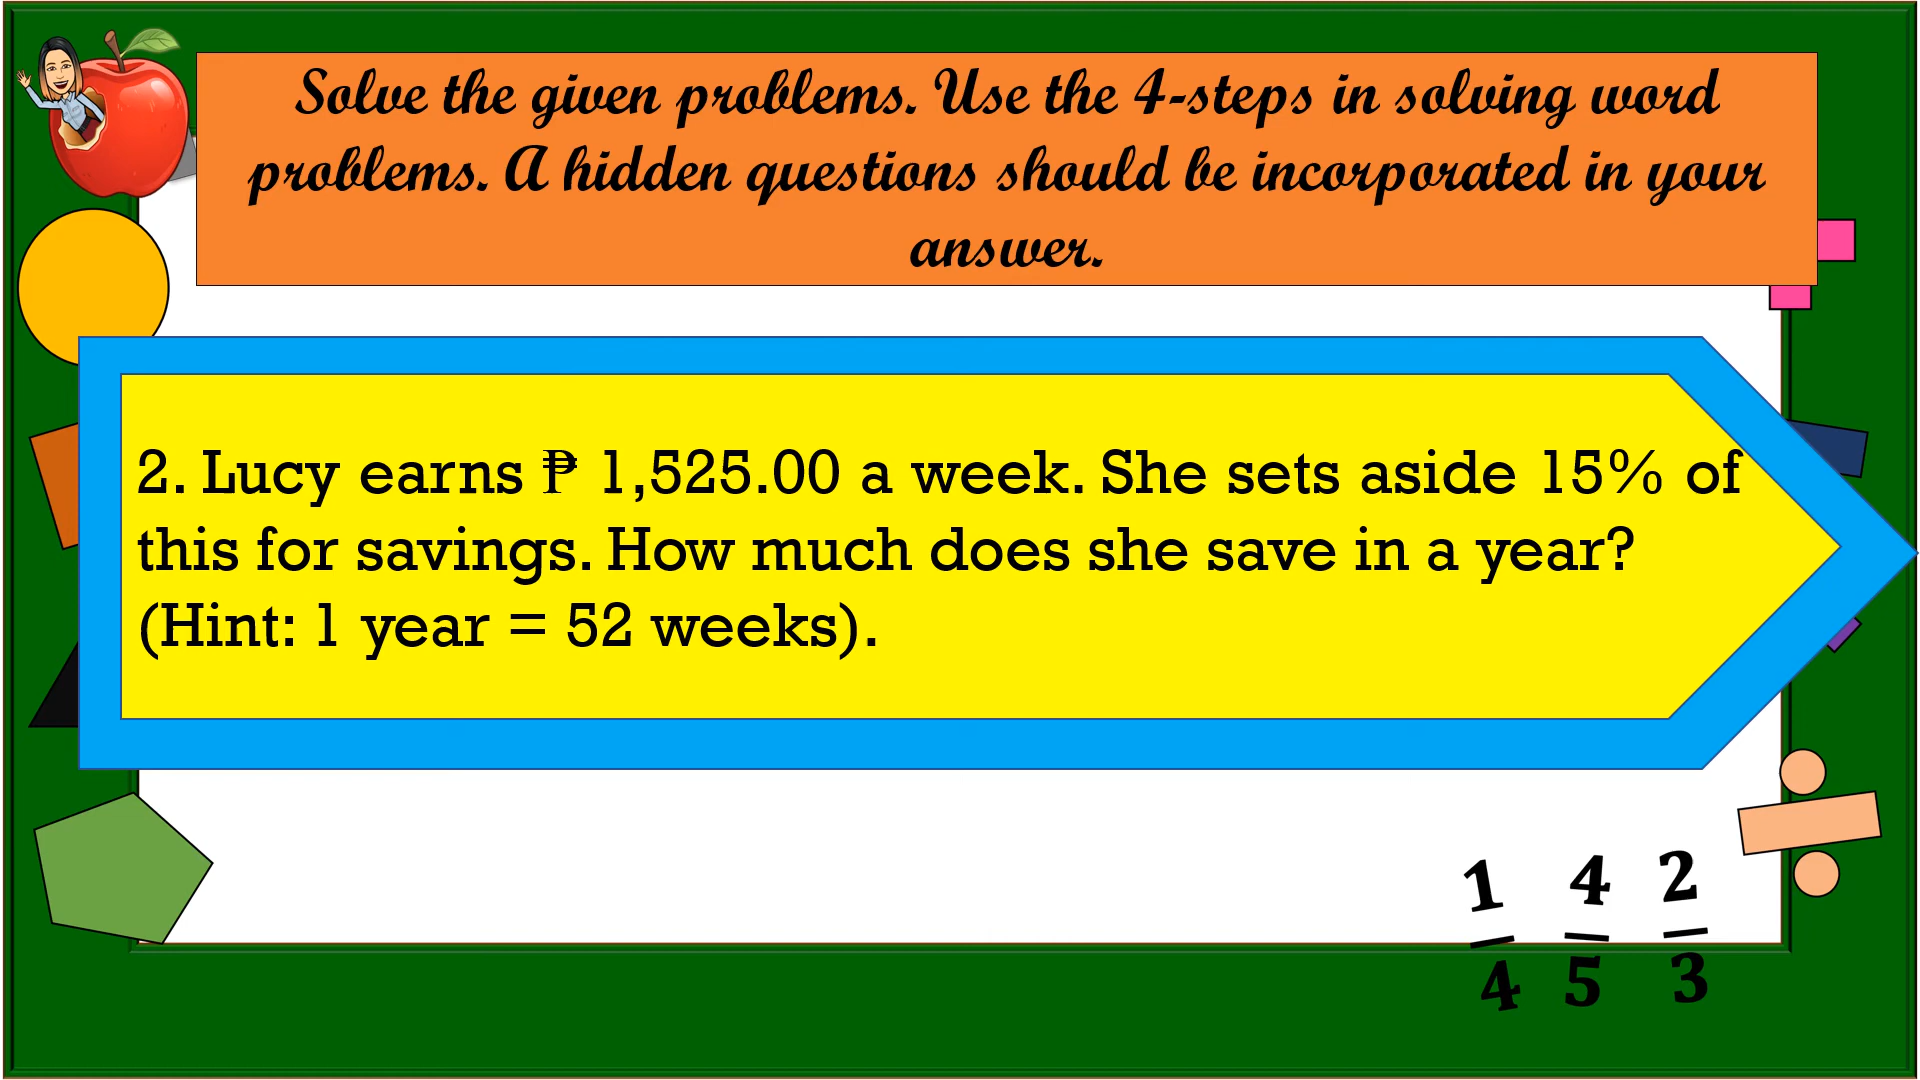 Solve the given problems. Use the 4-steps in solving word
problems. A hidden questions should be incorporated in your
answer.
2. Lucy earns ₱ 1,525.00 a week. She sets aside 15% of
this for savings. How much does she save in a year?
(Hint: 1 year = 52 weeks).
1 4 2
4 5 3